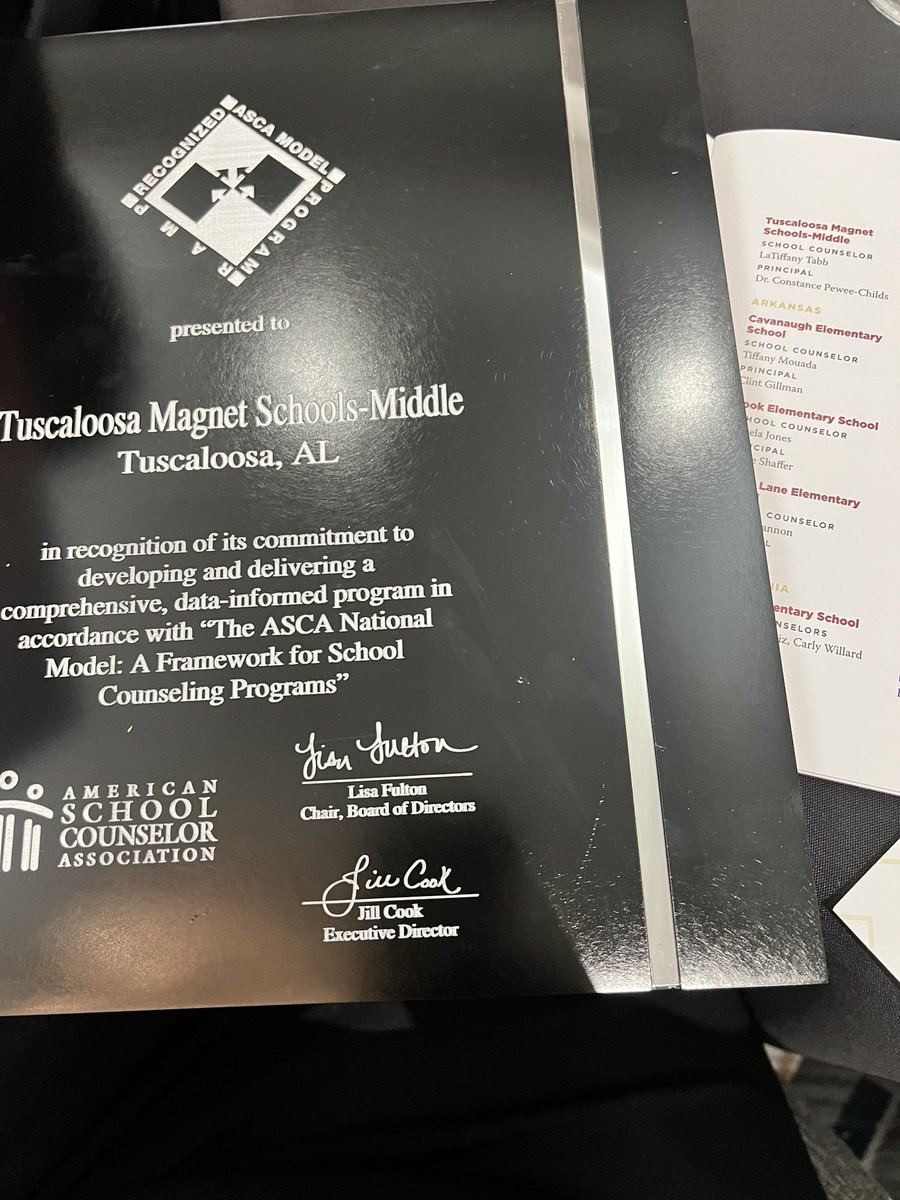 RECOGNIZED
ASCA MODEL
PROGRAM
RAMP
presented to
Tuscaloosa Magnet Schools-Middle
Tuscaloosa, AL
in recognition of its commitment to
developing and delivering a
comprehensive, data-informed program in
accordance with “The ASCA National
Model: A Framework for School
Counseling Programs”
AMERICAN
SCHOOL
COUNSELOR
ASSOCIATION
Lisa Fulton
Lisa Fulton
Chair, Board of Directors
Jill Cook
Jill Cook
Executive Director
Tuscaloosa Magnet
Schools-Middle
SCHOOL COUNSELOR
LaTiffany Tabb
PRINCIPAL
Dr. Constance Pewee-Childs
ARKANSAS
Cavanaugh Elementary
School
SCHOOL COUNSELOR
Tiffany Mouada
PRINCIPAL
Clint Gillman
Elementary School
COUNSELOR
Jones
Shaffer
Lane Elementary
COUNSELOR
School
Carly Willard